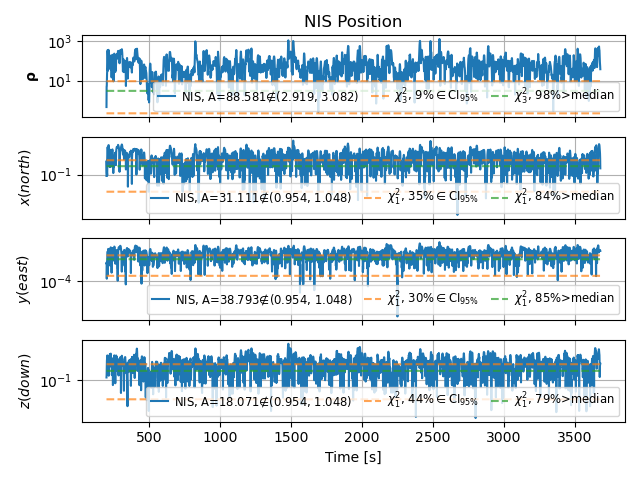 NIS Position
10³
10¹
ρ
NIS, A=88.581∉(2.919, 3.082)
χ²₃, 9%∈CI₉₅%
χ²₃, 98%>median
10⁻¹
x(north)
NIS, A=31.111∉(0.954, 1.048)
χ²₁, 35%∈CI₉₅%
χ²₁, 84%>median
10⁻⁴
y(east)
NIS, A=38.793∉(0.954, 1.048)
χ²₁, 30%∈CI₉₅%
χ²₁, 85%>median
10⁻¹
z(down)
NIS, A=18.071∉(0.954, 1.048)
χ²₁, 44%∈CI₉₅%
χ²₁, 79%>median
500 1000 1500 2000 2500 3000 3500
Time [s]